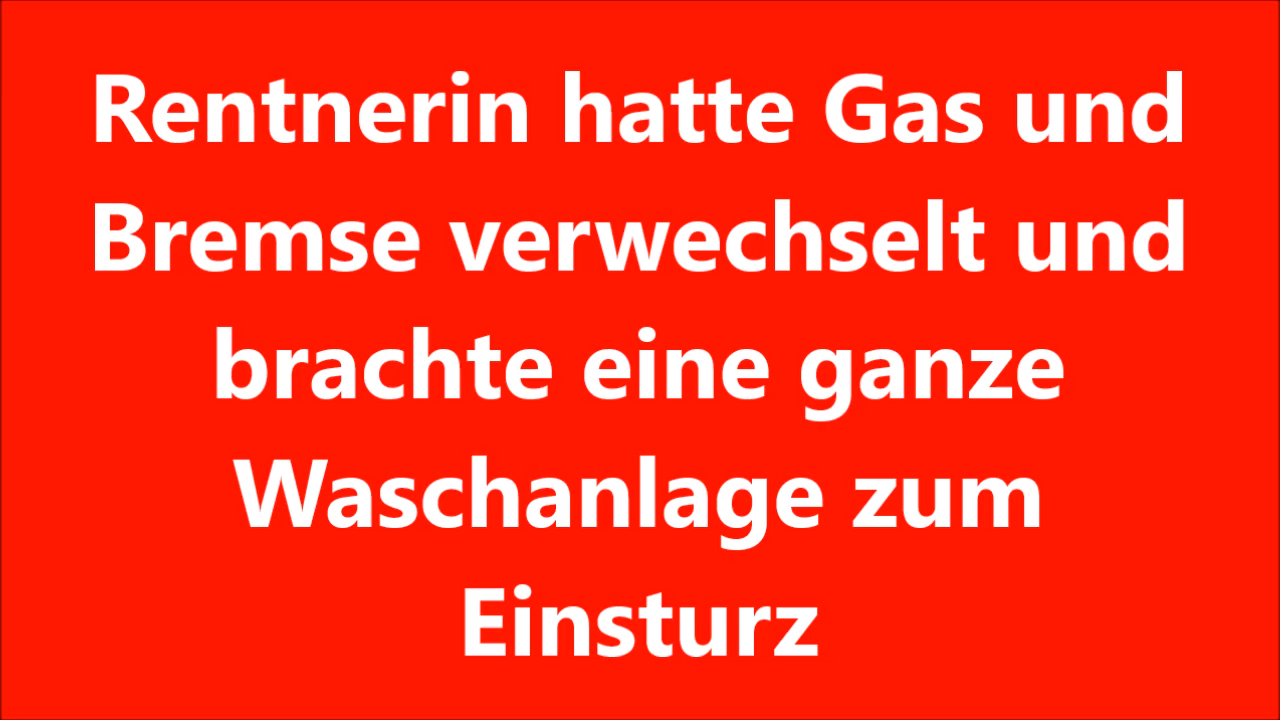 Rentnerin hatte Gas und
Bremse verwechselt und
brachte eine ganze
Waschanlage zum
Einsturz